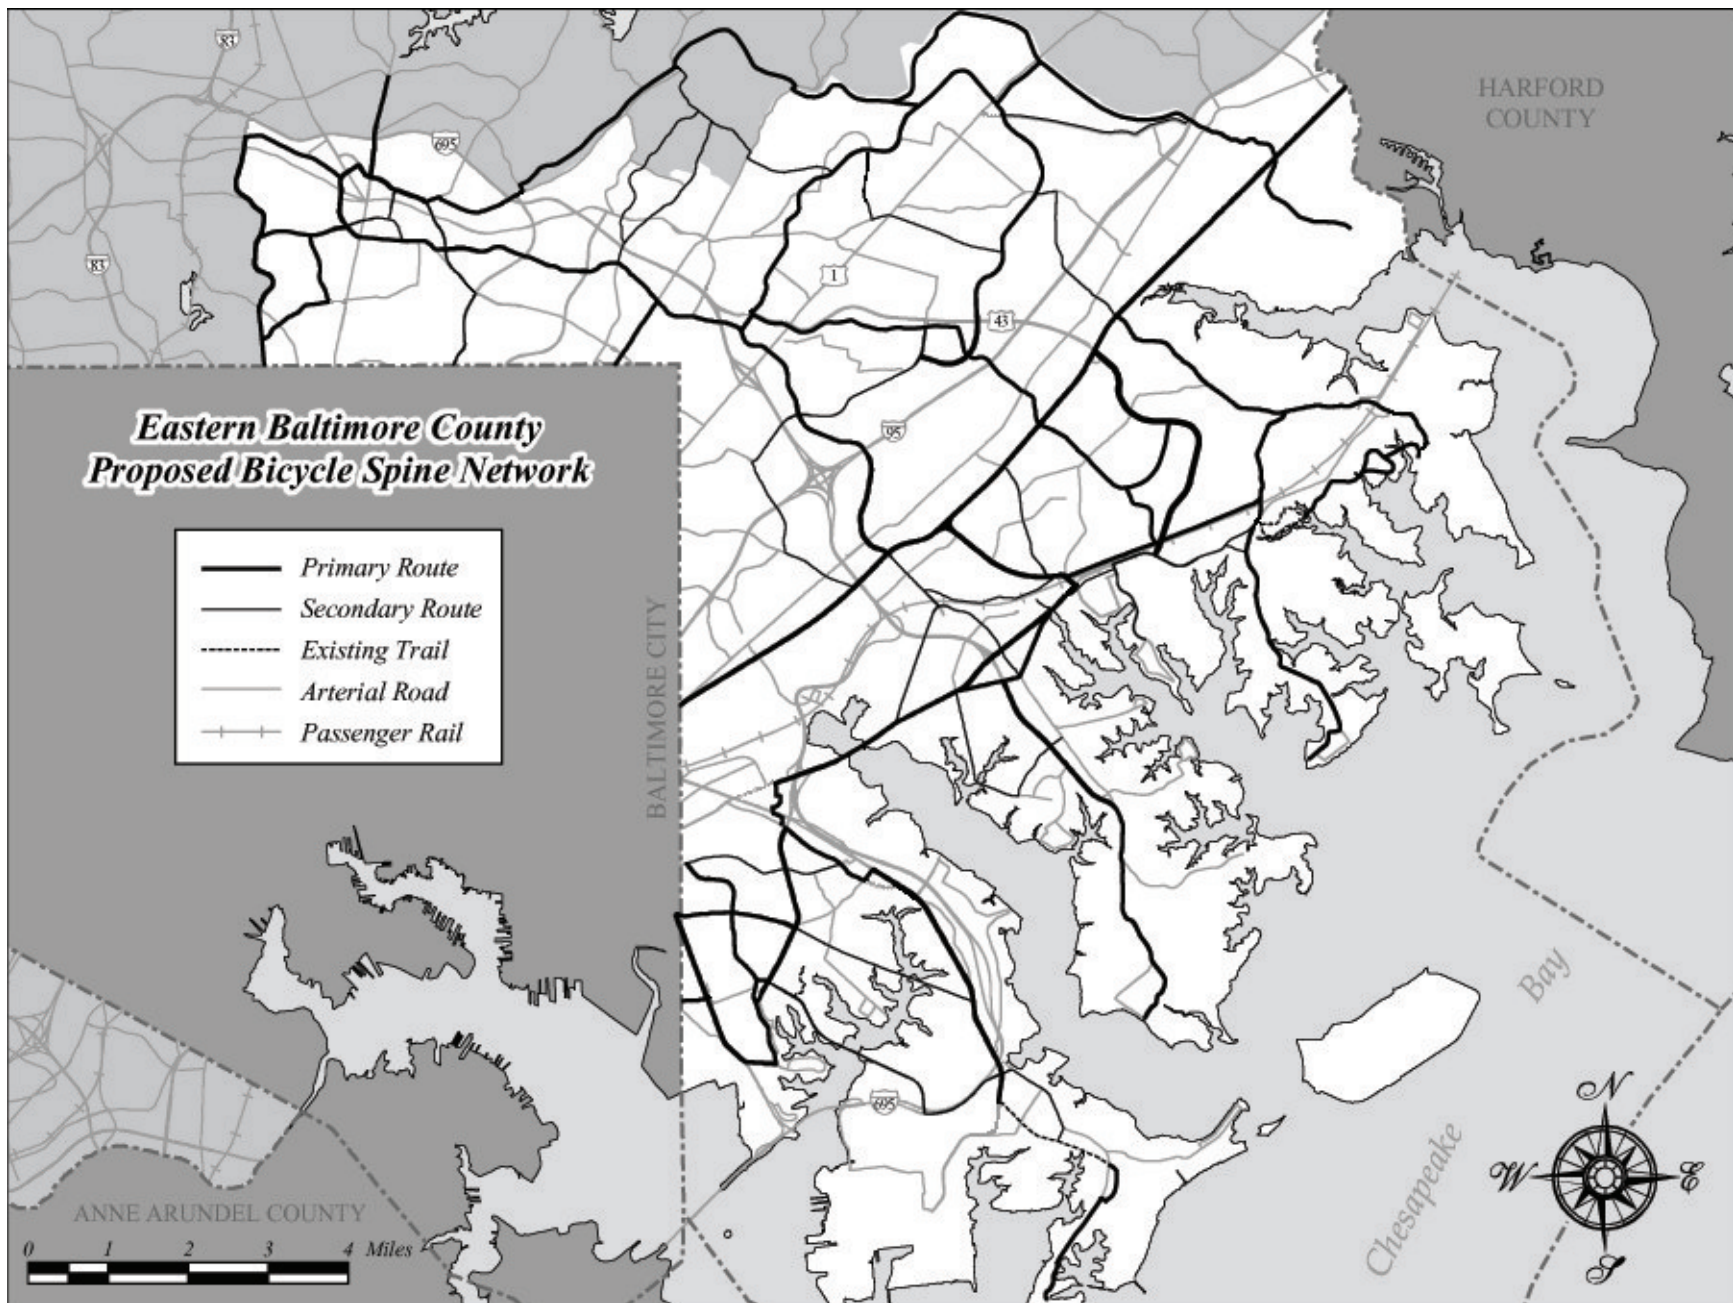 83
695
HARFORD
COUNTY
83
1
43
Eastern Baltimore County
Proposed Bicycle Spine Network
95
Primary Route
Secondary Route
Existing Trail
Arterial Road
Passenger Rail
BALTIMORE CITY
Bay
Chesapeake
695
N
W
E
S
ANNE ARUNDEL COUNTY
0 1 2 3 4 Miles